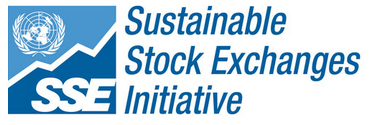 SSE
Sustainable
Stock Exchanges
Initiative